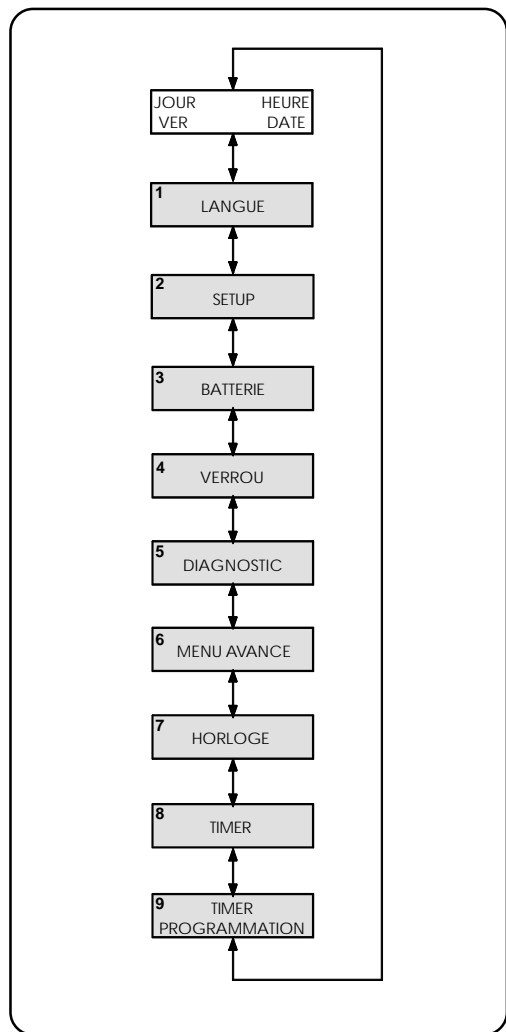 JOUR HEURE
VER DATE
1
LANGUE
2
SETUP
3
BATTERIE
4
VERROU
5
DIAGNOSTIC
6
MENU AVANCE
7
HORLOGE
8
TIMER
9
TIMER
PROGRAMMATION